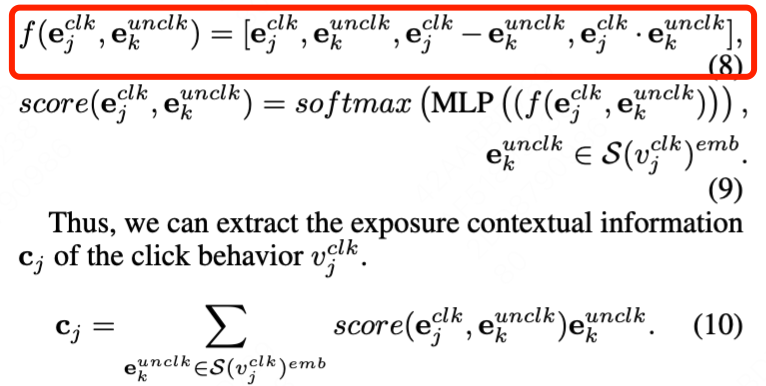 f(e_j^{clk}, e_k^{unclk}) = [e_j^{clk}, e_k^{unclk}, e_j^{clk} − e_k^{unclk}, e_j^{clk} · e_k^{unclk}],
(8)
score(e_j^{clk}, e_k^{unclk}) = softmax (MLP ((f(e_j^{clk}, e_k^{unclk}))) ,
e_k^{unclk} ∈ S(v_j^{clk})^{emb}.
(9)
Thus, we can extract the exposure contextual information
c_j of the click behavior v_j^{clk}.
c_j = ∑_{e_k^{unclk}∈S(v_j^{clk})^{emb}} score(e_j^{clk}, e_k^{unclk})e_k^{unclk}. (10)